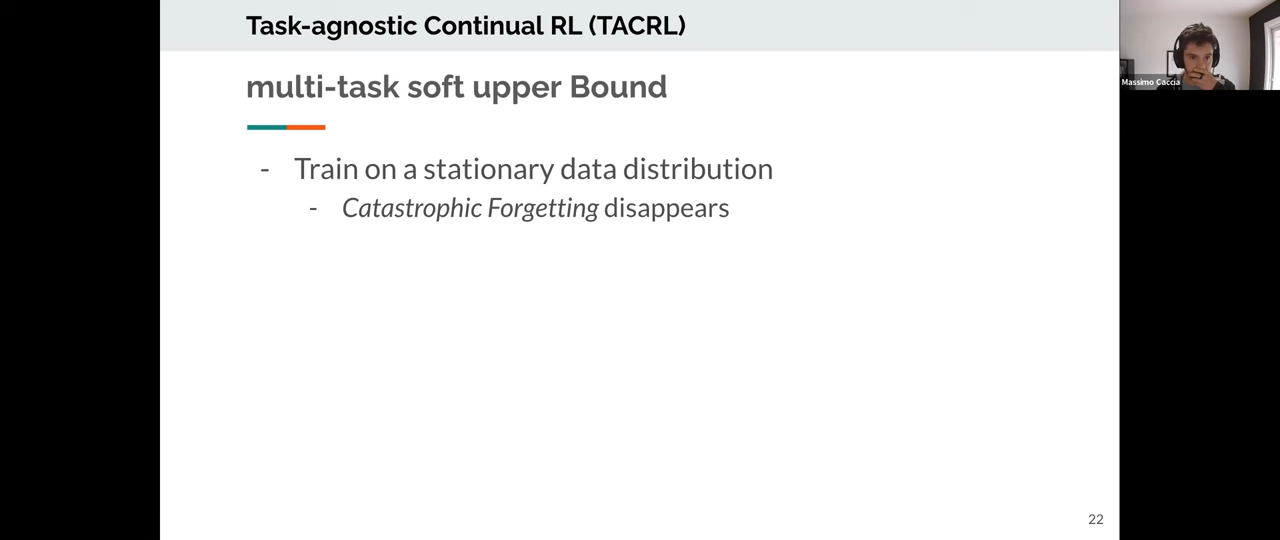 Task-agnostic Continual RL (TACRL)
multi-task soft upper Bound
- Train on a stationary data distribution
- Catastrophic Forgetting disappears
22
Massimo Caccia